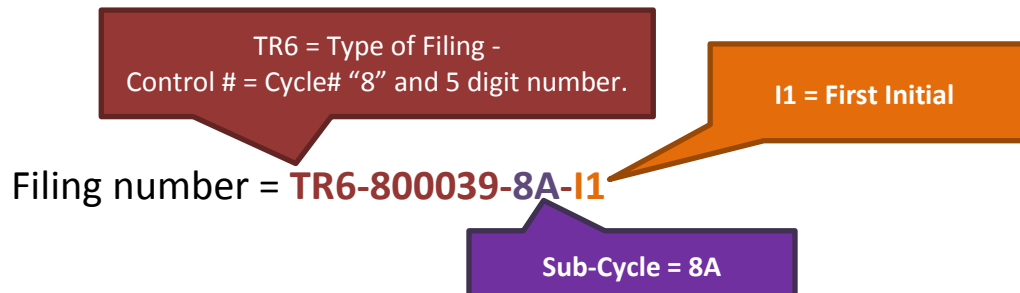 TR6 = Type of Filing -
Control # = Cycle# “8” and 5 digit number.
I1 = First Initial
Filing number = TR6-800039-8A-I1
Sub-Cycle = 8A